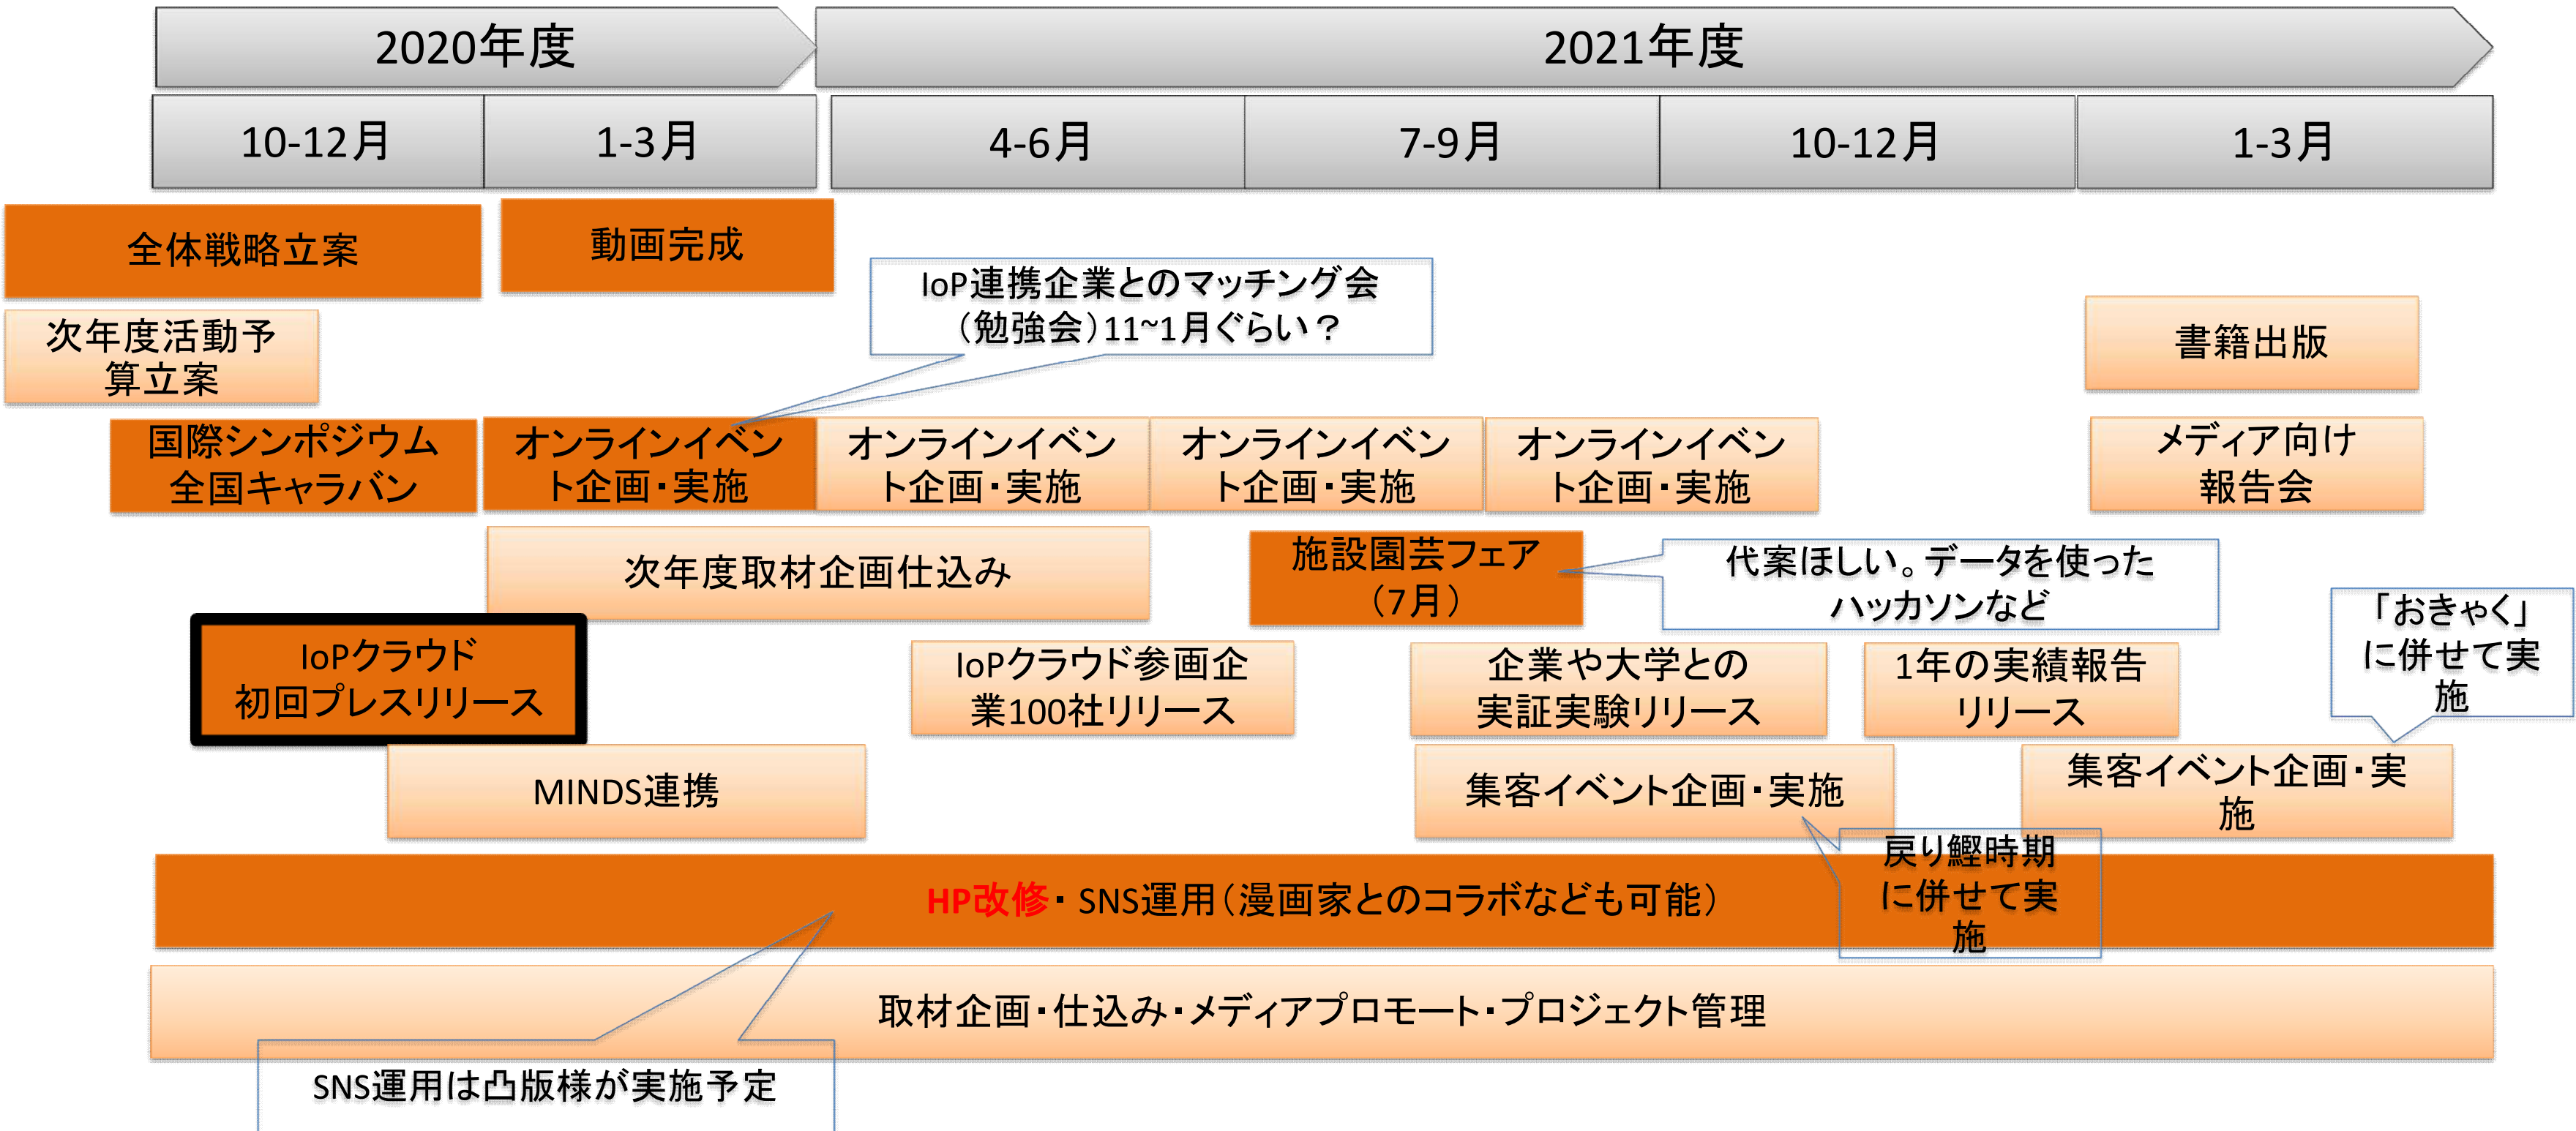 2020年度
2021年度
10-12月
1-3月
4-6月
7-9月
10-12月
1-3月
全体戦略立案
動画完成
IoP連携企業とのマッチング会
（勉強会）11~1月ぐらい？
次年度活動予
算立案
書籍出版
国際シンポジウム
全国キャラバン
オンラインイベン
ト企画・実施
オンラインイベン
ト企画・実施
オンラインイベン
ト企画・実施
オンラインイベン
ト企画・実施
メディア向け
報告会
次年度取材企画仕込み
施設園芸フェア
（7月）
代案ほしい。データを使った
ハッカソンなど
「おきゃく」
に併せて実
施
IoPクラウド
初回プレスリリース
IoPクラウド参画企
業100社リリース
企業や大学との
実証実験リリース
1年の実績報告
リリース
MINDS連携
集客イベント企画・実施
集客イベント企画・実
施
戻り鰹時期
に併せて実
施
HP改修・SNS運用（漫画家とのコラボなども可能）
取材企画・仕込み・メディアプロモート・プロジェクト管理
SNS運用は凸版様が実施予定